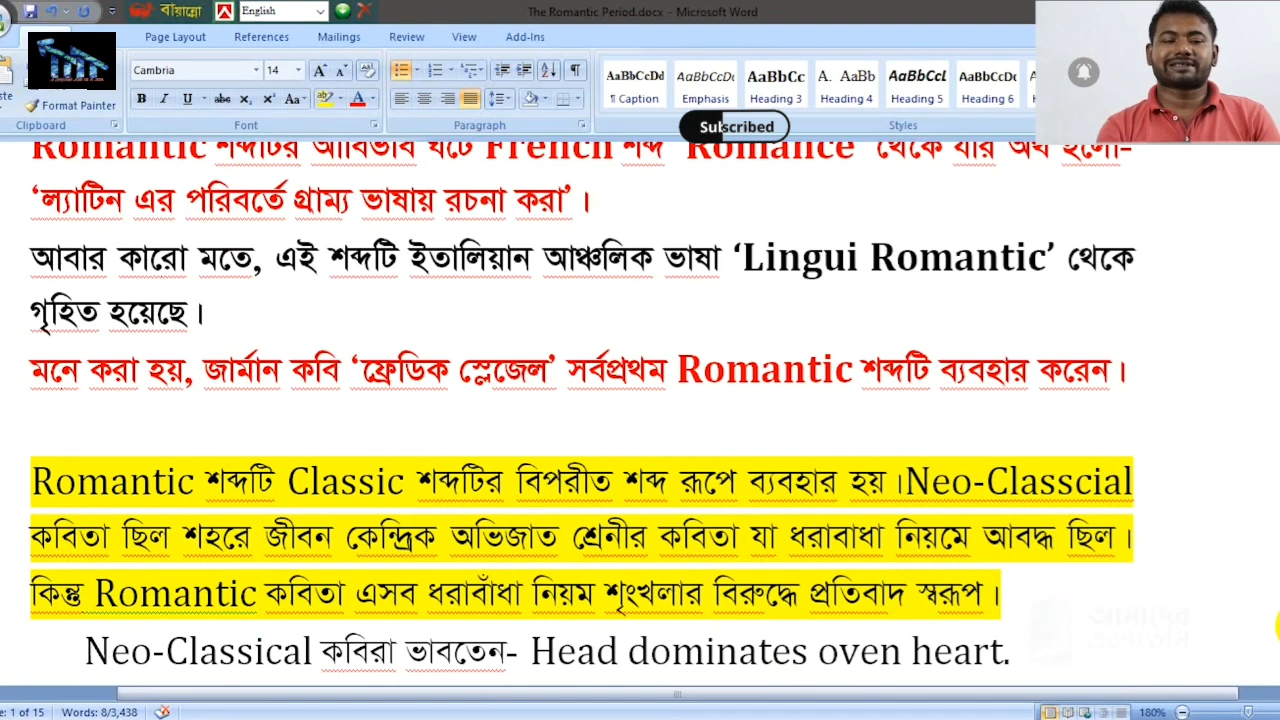 The Romantic Period.docx - Microsoft Word
বাঁয়ান্নো English
Page Layout References Mailings Review View Add-Ins
Cambria 14
Format Painter
AaBbCcDd AaBbCcDc AaBbCc A. AaBb AaBbCcL AaBbCc
¶ Caption Emphasis Heading 3 Heading 4 Heading 5 Heading 6
Clipboard Font Paragraph Styles
Subscribed
Romantic শব্দটির আবির্ভাব ঘটে French শব্দ 'Romance' থেকে যার অর্থ হলো-
‘ল্যাটিন এর পরিবর্তে গ্রাম্য ভাষায় রচনা করা’ ।
আবার কারো মতে, এই শব্দটি ইতালিয়ান আঞ্চলিক ভাষা ‘Lingui Romantic’ থেকে
গৃহিত হয়েছে ।
মনে করা হয়, জার্মান কবি ‘ফ্রেডিক স্লেজেল’ সর্বপ্রথম Romantic শব্দটি ব্যবহার করেন ।
Romantic শব্দটি Classic শব্দটির বিপরীত শব্দ রূপে ব্যবহার হয় । Neo-Classcial
কবিতা ছিল শহরে জীবন কেন্দ্রিক অভিজাত শ্রেনীর কবিতা যা ধরাবাধা নিয়মে আবদ্ধ ছিল ।
কিন্তু Romantic কবিতা এসব ধরাবাঁধা নিয়ম শৃংখলার বিরুদ্ধে প্রতিবাদ স্বরূপ ।
Neo-Classical কবিরা ভাবতেন- Head dominates oven heart.
: 1 of 15 Words: 8/3,438 180%